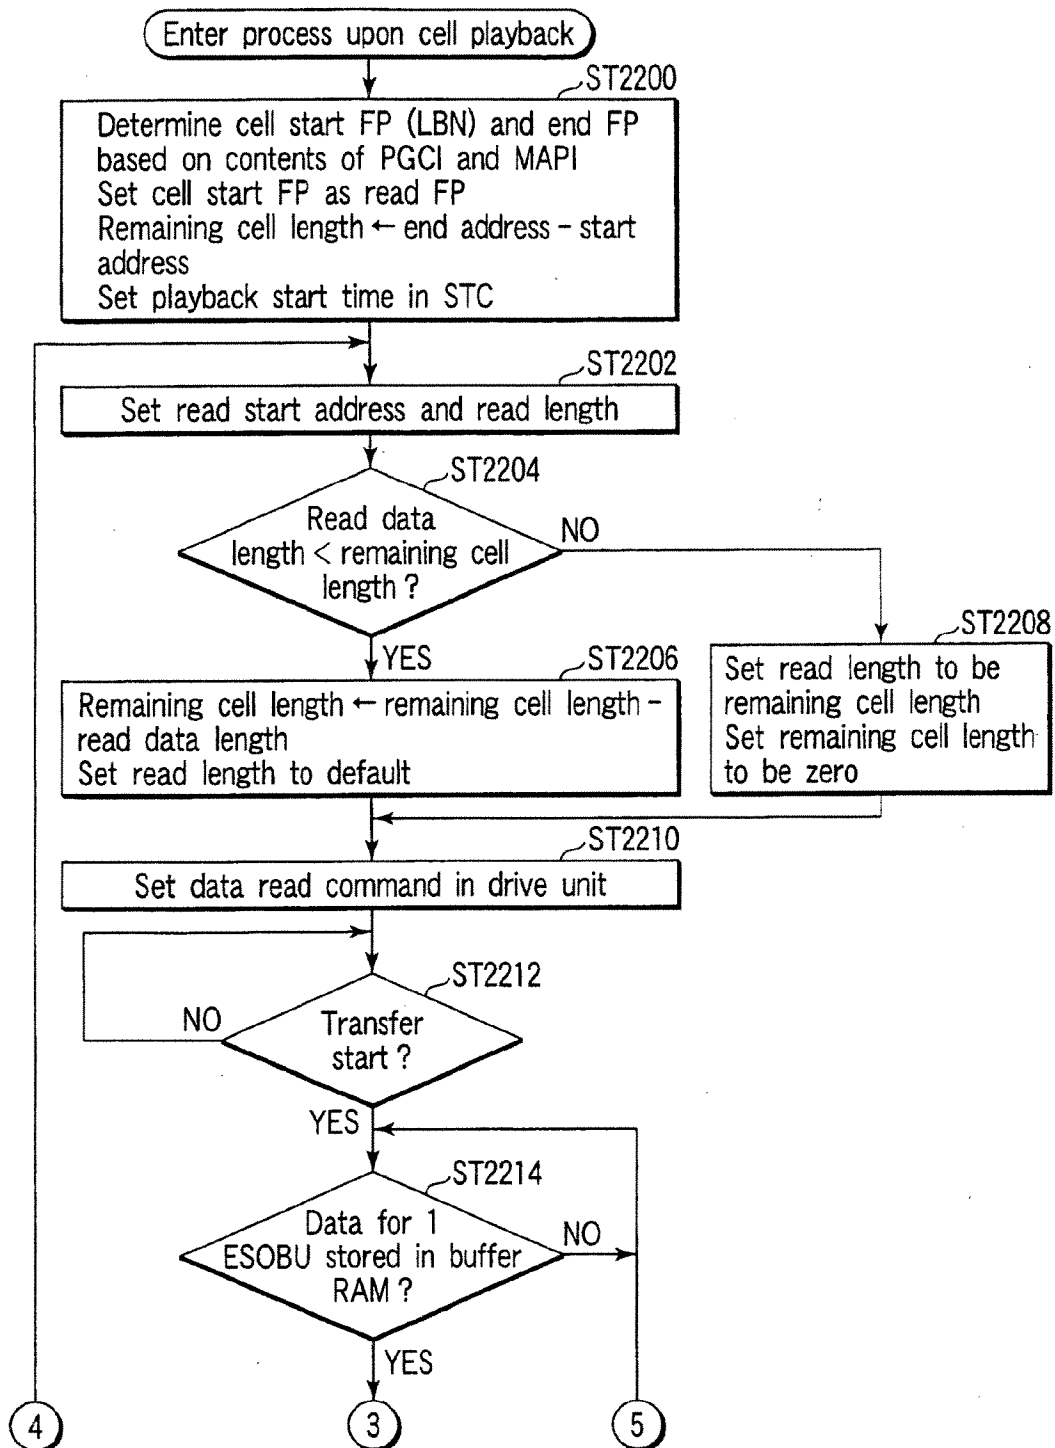 Enter process upon cell playback
ST2200
Determine cell start FP (LBN) and end FP
based on contents of PGCI and MAPI
Set cell start FP as read FP
Remaining cell length ← end address – start
address
Set playback start time in STC
ST2202
Set read start address and read length
ST2204
Read data
length < remaining cell
length ?
NO
YES
ST2206
Remaining cell length ← remaining cell length –
read data length
Set read length to default
ST2208
Set read length to be
remaining cell length
Set remaining cell length
to be zero
ST2210
Set data read command in drive unit
ST2212
Transfer
start ?
NO
YES
ST2214
Data for 1
ESOBU stored in buffer
RAM ?
NO
YES
4
3
5